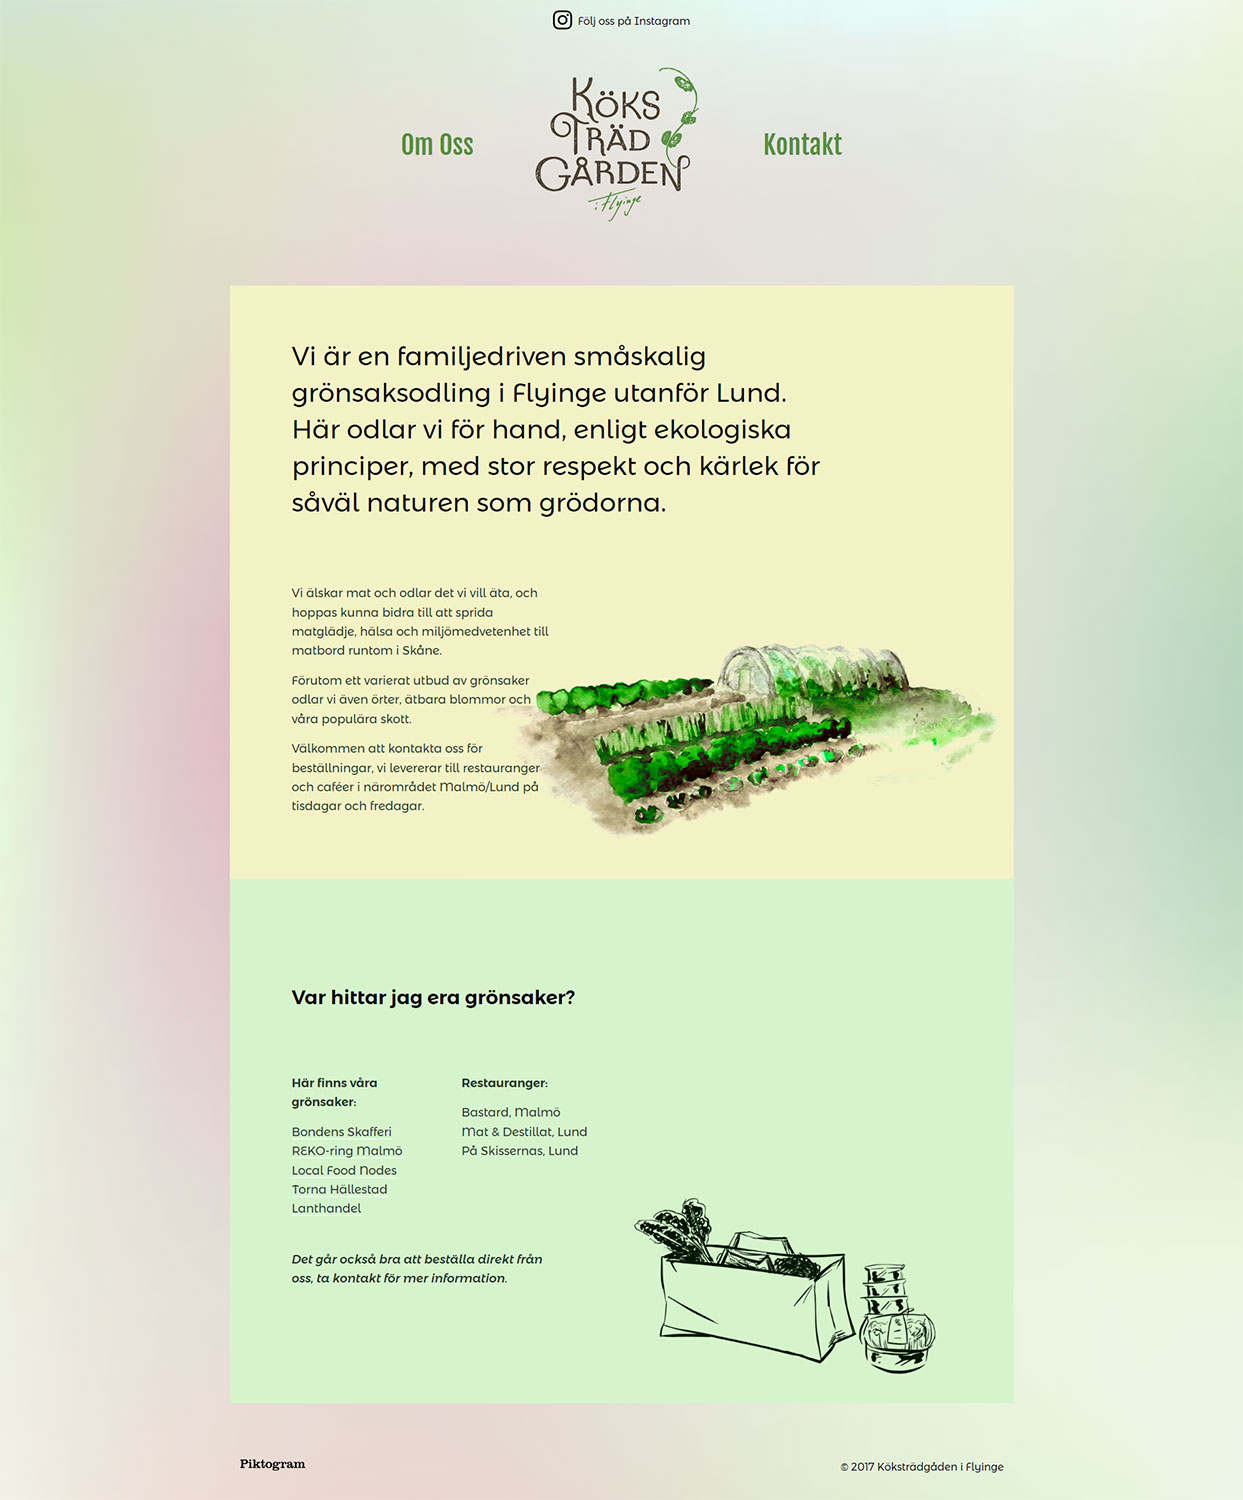 Följ oss på Instagram
Om Oss
KÖKS
TRÄD
GÅRDEN
i Flyinge
Kontakt
Vi är en familjedriven småskalig
grönsaksodling i Flyinge utanför Lund.
Här odlar vi för hand, enligt ekologiska
principer, med stor respekt och kärlek för
såväl naturen som grödorna.
Vi älskar mat och odlar det vi vill äta, och
hoppas kunna bidra till att sprida
matglädje, hälsa och miljömedvetenhet till
matbord runtom i Skåne.
Förutom ett varierat utbud av grönsaker
odlar vi även örter, ätbara blommor och
våra populära skott.
Välkommen att kontakta oss för
beställningar, vi levererar till restauranger
och caféer i närområdet Malmö/Lund på
tisdagar och fredagar.
Var hittar jag era grönsaker?
Här finns våra
grönsaker:
Bondens Skafferi
REKO-ring Malmö
Local Food Nodes
Torna Hällestad
Lanthandel
Restauranger:
Bastard, Malmö
Mat & Destillat, Lund
På Skissernas, Lund
Det går också bra att beställa direkt från
oss, ta kontakt för mer information.
Piktogram
© 2017 Köksträdgåden i Flyinge